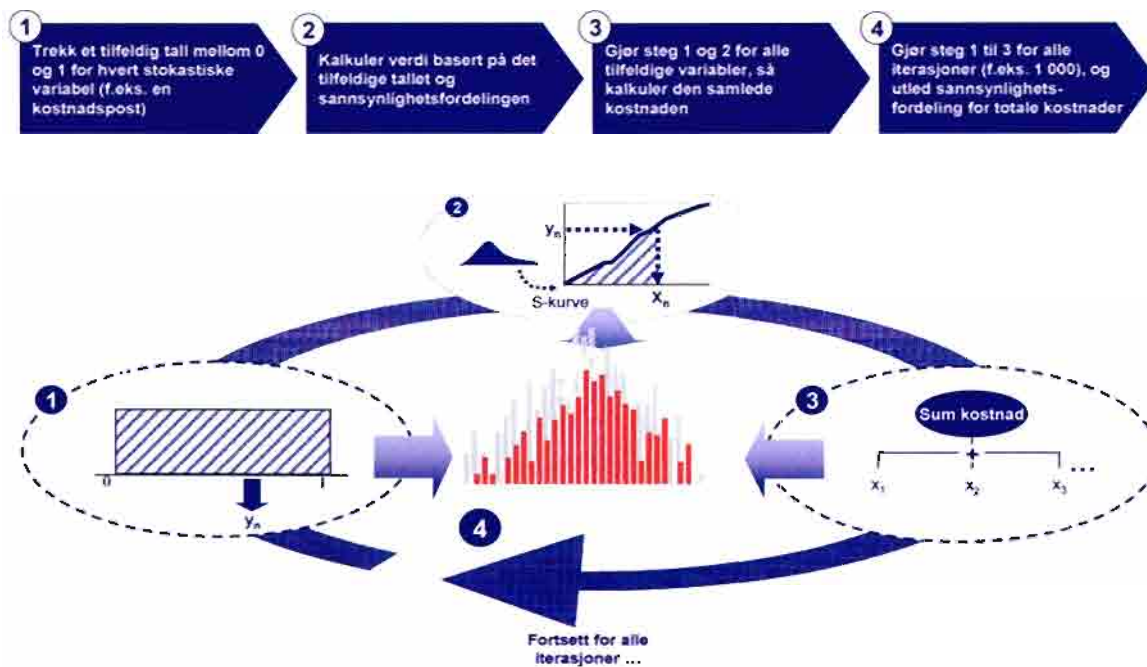 1
Trekk et tilfeldig tall mellom 0
og 1 for hvert stokastiske
variabel (f.eks. en
kostnadspost)
2
Kalkuler verdi basert på det
tilfeldige tallet og
sannsynlighetsfordelingen
3
Gjør steg 1 og 2 for alle
tilfeldige variabler, så
kalkuler den samlede
kostnaden
4
Gjør steg 1 til 3 for alle
iterasjoner (f.eks. 1 000), og
utled sannsynlighets-
fordeling for totale kostnader
2
yn
S-kurve
xn
1
0
1
yn
3
Sum kostnad
+
x1
x2
x3
...
4
Fortsett for alle
iterasjoner ...